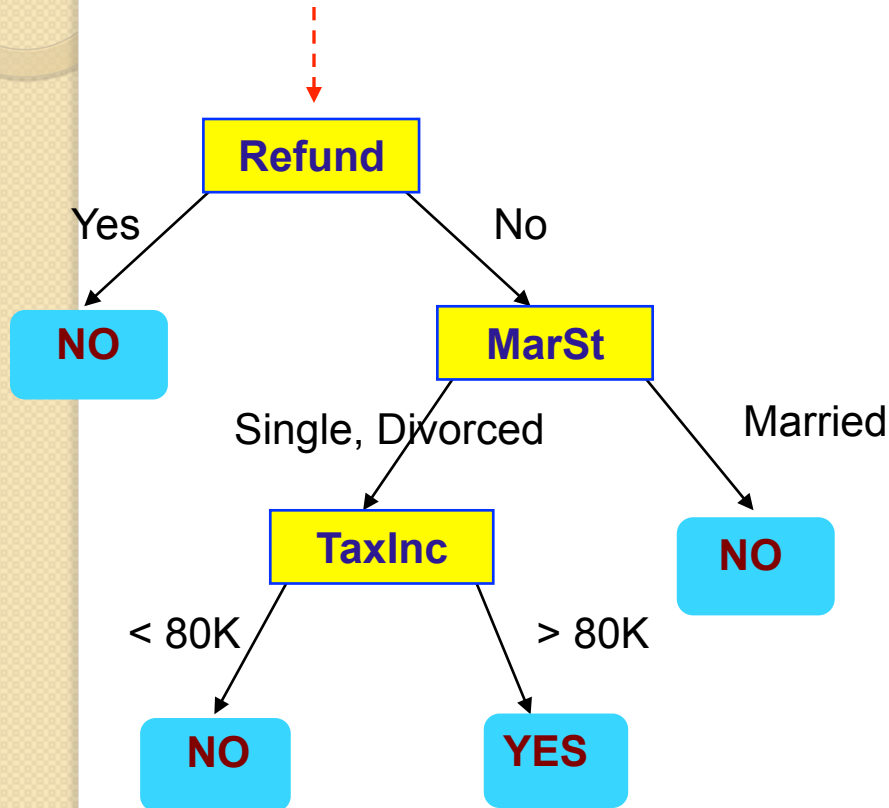 Refund
Yes
No
NO
MarSt
Single, Divorced
Married
TaxInc
NO
< 80K
> 80K
NO
YES